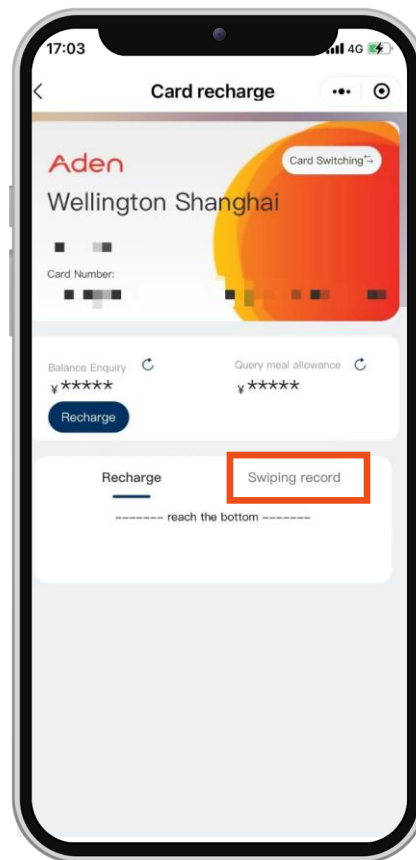 17:03
4G
Card recharge
Aden
Card Switching
Wellington Shanghai
Card Number:
Balance Enquiry
Query meal allowance
¥*****
¥*****
Recharge
Recharge
Swiping record
------- reach the bottom -------